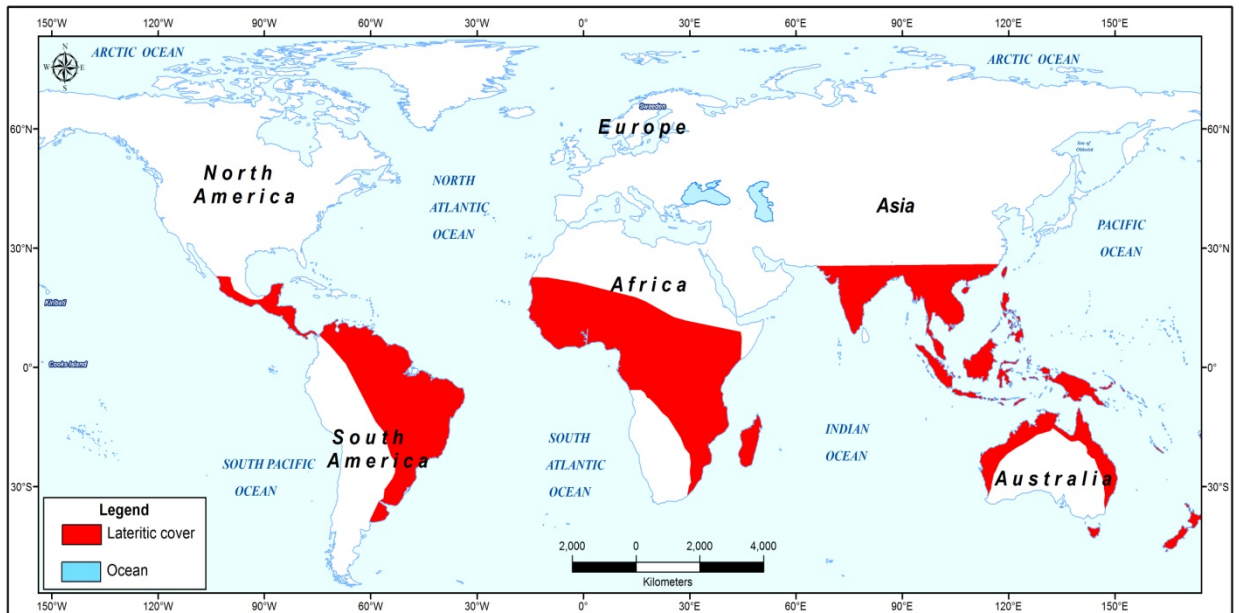 150°W 120°W 90°W 60°W 30°W 0° 30°E 60°E 90°E 120°E 150°E
ARCTIC OCEAN
ARCTIC OCEAN
N
W E
S
Sweeden
60°N
Europe
60°N
Sea of
Okhotsk
North
America
NORTH
ATLANTIC
OCEAN
Asia
PACIFIC
OCEAN
30°N
30°N
Africa
Kiribati
Cooks Island
0°
0°
South
America
SOUTH PACIFIC
OCEAN
SOUTH
ATLANTIC
OCEAN
INDIAN
OCEAN
Australia
30°S
30°S
Legend
Lateritic cover
Ocean
2,000 0 2,000 4,000
Kilometers
150°W 120°W 90°W 60°W 30°W 0° 30°E 60°E 90°E 120°E 150°E